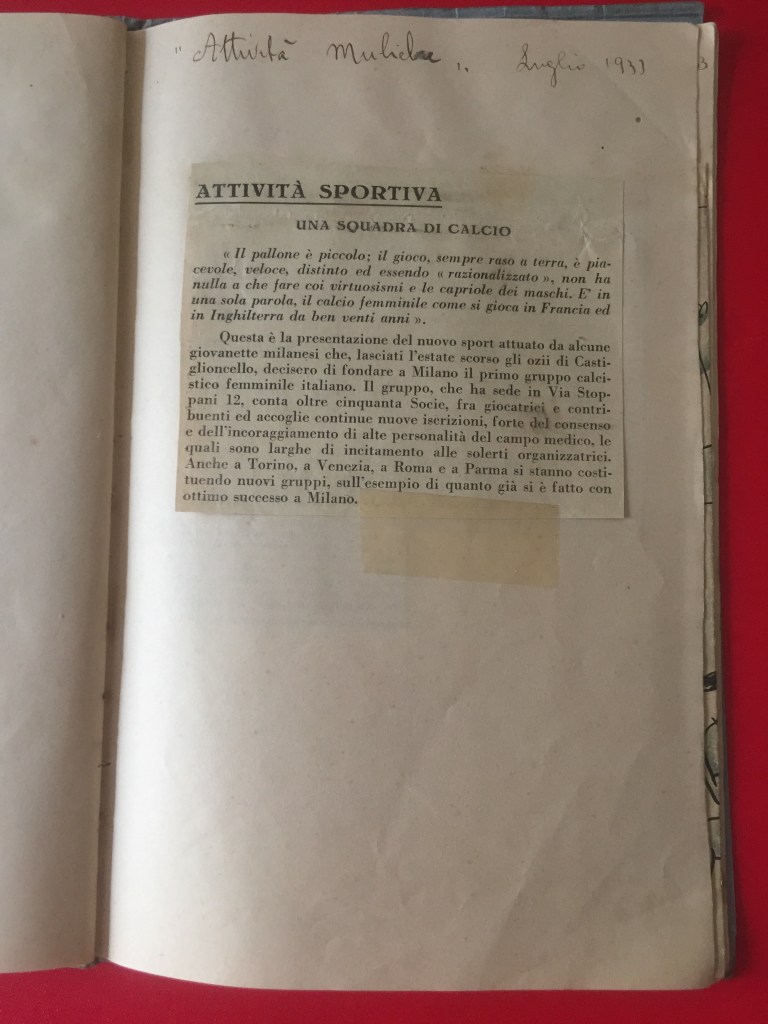 " Attività Muliebre „ Luglio 1933
ATTIVITÀ SPORTIVA
UNA SQUADRA DI CALCIO
« Il pallone è piccolo; il gioco, sempre raso a terra, è pia-
cevole, veloce, distinto ed essendo « razionalizzato », non ha
nulla a che fare coi virtuosismi e le capriole dei maschi. E' in
una sola parola, il calcio femminile come si gioca in Francia ed
in Inghilterra da ben venti anni ».
Questa è la presentazione del nuovo sport attuato da alcune
giovanette milanesi che, lasciati l'estate scorso gli ozii di Casti-
glioncello, decisero di fondare a Milano il primo gruppo calci-
stico femminile italiano. Il gruppo, che ha sede in Via Stop-
pani 12, conta oltre cinquanta Socie, fra giocatrici e contri-
buenti ed accoglie continue nuove iscrizioni, forte del consenso
e dell'incoraggiamento di alte personalità del campo medico, le
quali sono larghe di incitamento alle solerti organizzatrici.
Anche a Torino, a Venezia, a Roma e a Parma si stanno costi-
tuendo nuovi gruppi, sull'esempio di quanto già si è fatto con
ottimo successo a Milano.